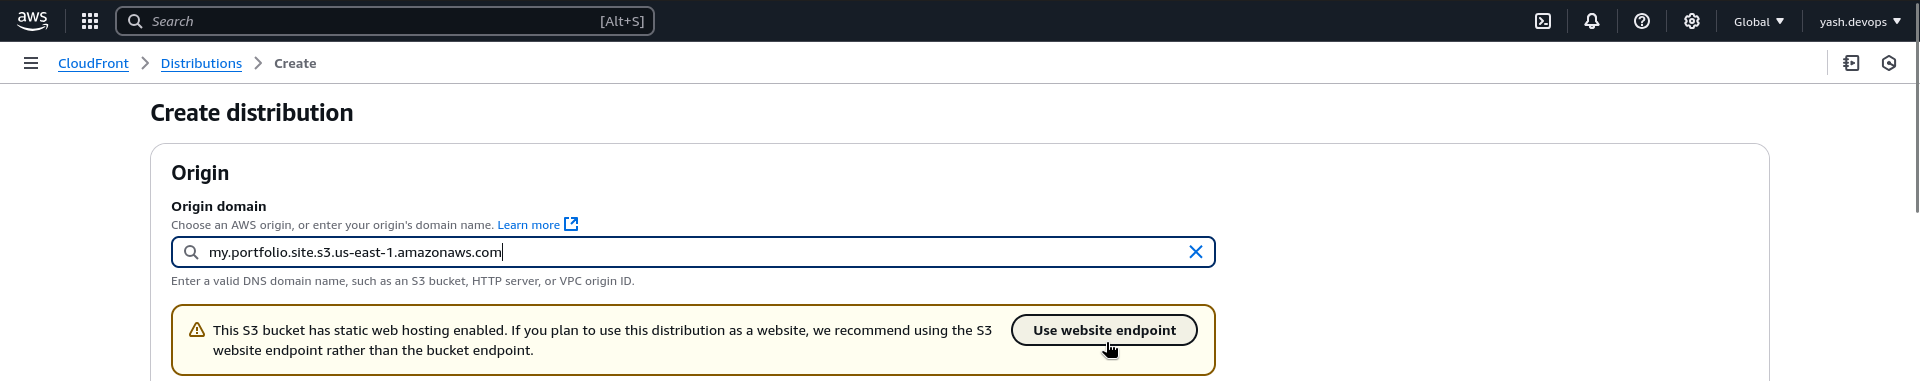 aws Search [Alt+S] Global yash.devops
CloudFront Distributions Create
Create distribution
Origin
Origin domain
Choose an AWS origin, or enter your origin's domain name. Learn more
my.portfolio.site.s3.us-east-1.amazonaws.com
Enter a valid DNS domain name, such as an S3 bucket, HTTP server, or VPC origin ID.
This S3 bucket has static web hosting enabled. If you plan to use this distribution as a website, we recommend using the S3
website endpoint rather than the bucket endpoint.
Use website endpoint